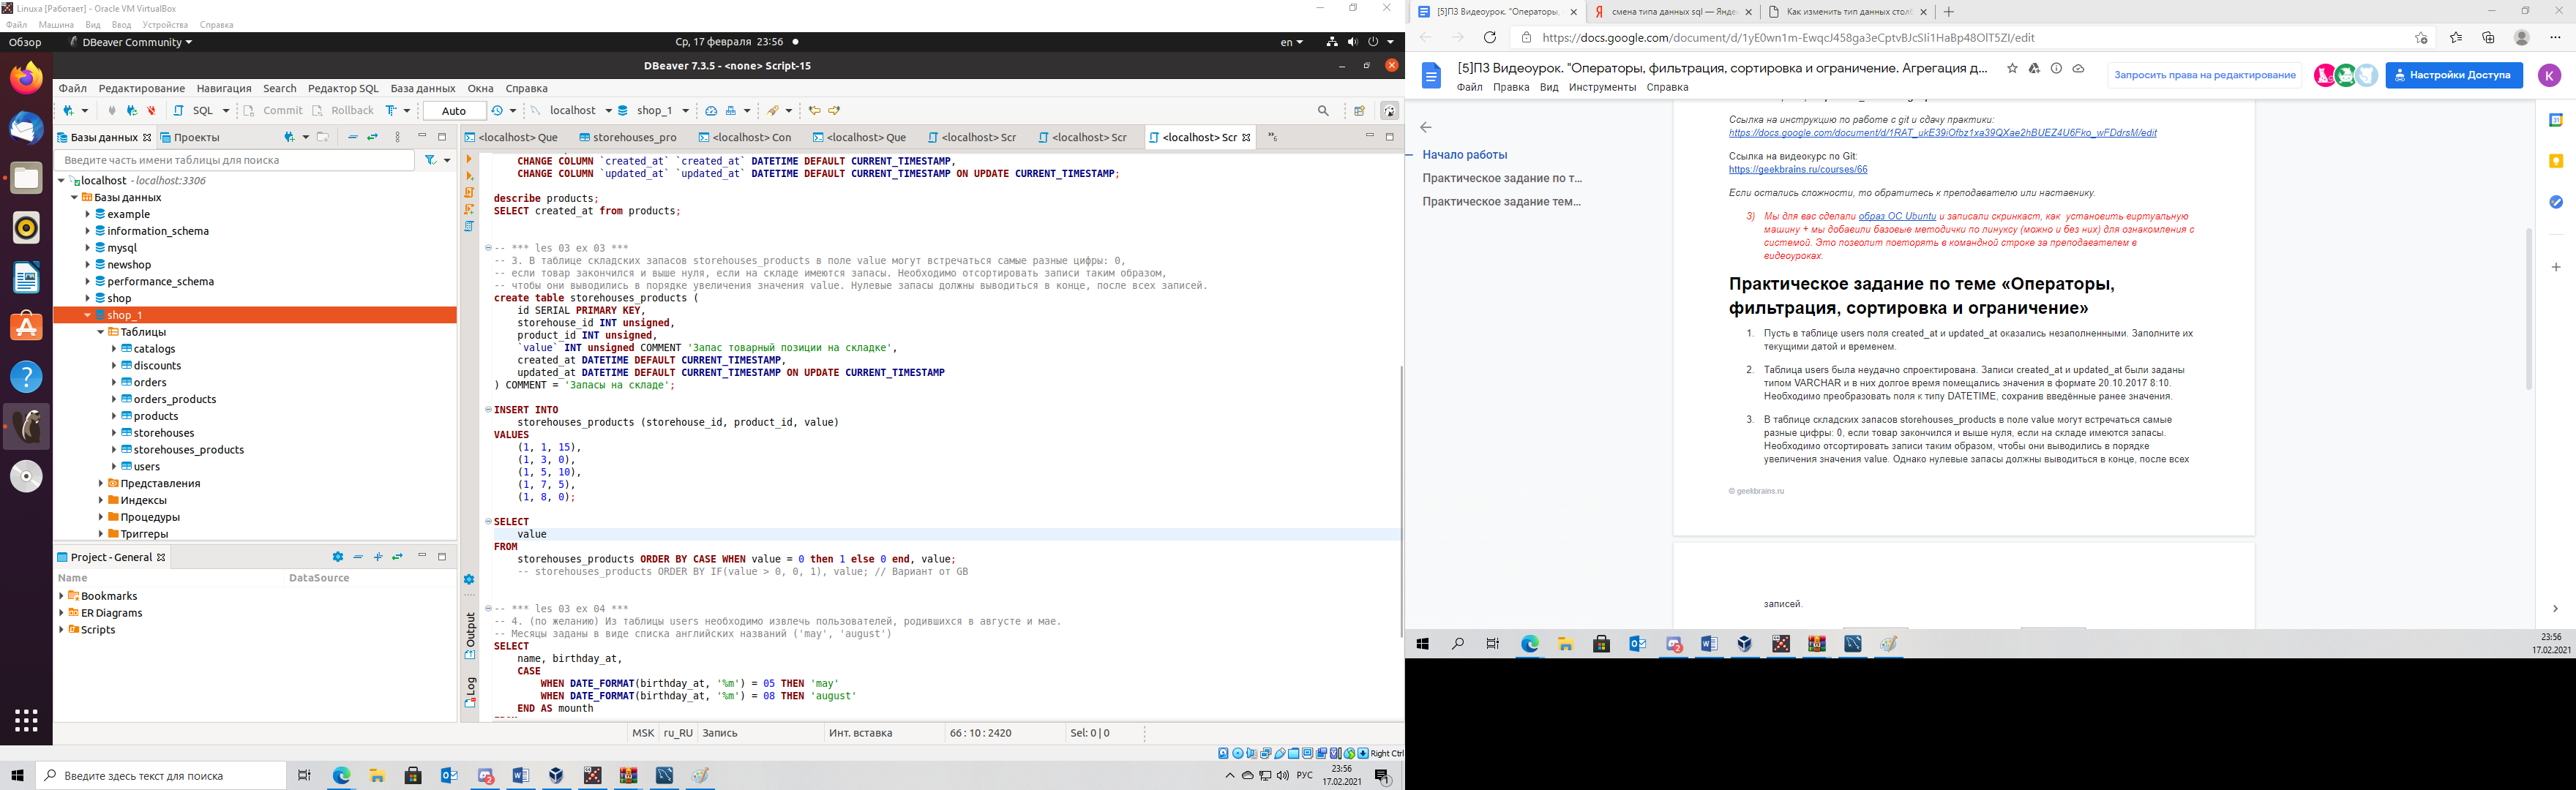 Linuxa [Работает] - Oracle VM VirtualBox
Файл Машина Вид Ввод Устройства Справка
Обзор DBeaver Community Ср, 17 февраля 23:56 en
DBeaver 7.3.5 - <none> Script-15
Файл Редактирование Навигация Search Редактор SQL База данных Окна Справка
SQL Commit Rollback Auto localhost shop_1
Базы данных Проекты
<localhost> Que storehouses_pro <localhost> Con <localhost> Que <localhost> Scr <localhost> Scr <localhost> Scr
Введите часть имени таблицы для поиска
localhost - localhost:3306
Базы данных
example
information_schema
mysql
newshop
performance_schema
shop
shop_1
Таблицы
catalogs
discounts
orders
orders_products
products
storehouses
storehouses_products
users
Представления
Индексы
Процедуры
Триггеры
Project - General
Name DataSource
Bookmarks
ER Diagrams
Scripts
CHANGE COLUMN `created_at` `created_at` DATETIME DEFAULT CURRENT_TIMESTAMP,
CHANGE COLUMN `updated_at` `updated_at` DATETIME DEFAULT CURRENT_TIMESTAMP ON UPDATE CURRENT_TIMESTAMP;
describe products;
SELECT created_at from products;
-- *** les 03 ex 03 ***
-- 3. В таблице складских запасов storehouses_products в поле value могут встречаться самые разные цифры: 0,
-- если товар закончился и выше нуля, если на складе имеются запасы. Необходимо отсортировать записи таким образом,
-- чтобы они выводились в порядке увеличения значения value. Нулевые запасы должны выводиться в конце, после всех записей.
create table storehouses_products (
id SERIAL PRIMARY KEY,
storehouse_id INT unsigned,
product_id INT unsigned,
`value` INT unsigned COMMENT 'Запас товарный позиции на складке',
created_at DATETIME DEFAULT CURRENT_TIMESTAMP,
updated_at DATETIME DEFAULT CURRENT_TIMESTAMP ON UPDATE CURRENT_TIMESTAMP
) COMMENT = 'Запасы на складе';
INSERT INTO
storehouses_products (storehouse_id, product_id, value)
VALUES
(1, 1, 15),
(1, 3, 0),
(1, 5, 10),
(1, 7, 5),
(1, 8, 0);
SELECT
value
FROM
storehouses_products ORDER BY CASE WHEN value = 0 then 1 else 0 end, value;
-- storehouses_products ORDER BY IF(value > 0, 0, 1), value; // Вариант от GB
-- *** les 03 ex 04 ***
-- 4. (по желанию) Из таблицы users необходимо извлечь пользователей, родившихся в августе и мае.
-- Месяцы заданы в виде списка английских названий ('may', 'august')
SELECT
name, birthday_at,
CASE
WHEN DATE_FORMAT(birthday_at, '%m') = 05 THEN 'may'
WHEN DATE_FORMAT(birthday_at, '%m') = 08 THEN 'august'
END AS mounth
Output
Log
MSK ru_RU Запись Инт. вставка 66 : 10 : 2420 Sel: 0 | 0
Right Ctrl
Введите здесь текст для поиска
РУС 23:56
17.02.2021
[5]ПЗ Видеоурок. "Операторы, смена типа данных sql — Янде Как изменить тип данных столб
https://docs.google.com/document/d/1yE0wn1m-EwqcJ458ga3eCptvBJcSIi1HaBp48OlT5ZI/edit
[5]ПЗ Видеоурок. "Операторы, фильтрация, сортировка и ограничение. Агрегация д...
Файл Правка Вид Инструменты Справка
Запросить права на редактирование
Настройки Доступа
K
Начало работы
Практическое задание по т...
Практическое задание тем...
Ссылка на инструкцию по работе с git и сдачу практики:
https://docs.google.com/document/d/1RAT_ukE39iOfbz1xa39QXae2hBUEZ4U6Fko_wFDdrsM/edit
Ссылка на видеокурс по Git:
https://geekbrains.ru/courses/66
Если остались сложности, то обратитесь к преподавателю или наставнику.
3) Мы для вас сделали образ ОС Ubuntu и записали скринкаст, как установить виртуальную
машину + мы добавили базовые методички по линуксу (можно и без них) для ознакомления с
системой. Это позволит повторять в командной строке за преподавателем в
видеоуроках.
Практическое задание по теме «Операторы,
фильтрация, сортировка и ограничение»
1. Пусть в таблице users поля created_at и updated_at оказались незаполненными. Заполните их
текущими датой и временем.
2. Таблица users была неудачно спроектирована. Записи created_at и updated_at были заданы
типом VARCHAR и в них долгое время помещались значения в формате 20.10.2017 8:10.
Необходимо преобразовать поля к типу DATETIME, сохранив введённые ранее значения.
3. В таблице складских запасов storehouses_products в поле value могут встречаться самые
разные цифры: 0, если товар закончился и выше нуля, если на складе имеются запасы.
Необходимо отсортировать записи таким образом, чтобы они выводились в порядке
увеличения значения value. Однако нулевые запасы должны выводиться в конце, после всех
© geekbrains.ru
записей.
23:56
17.02.2021